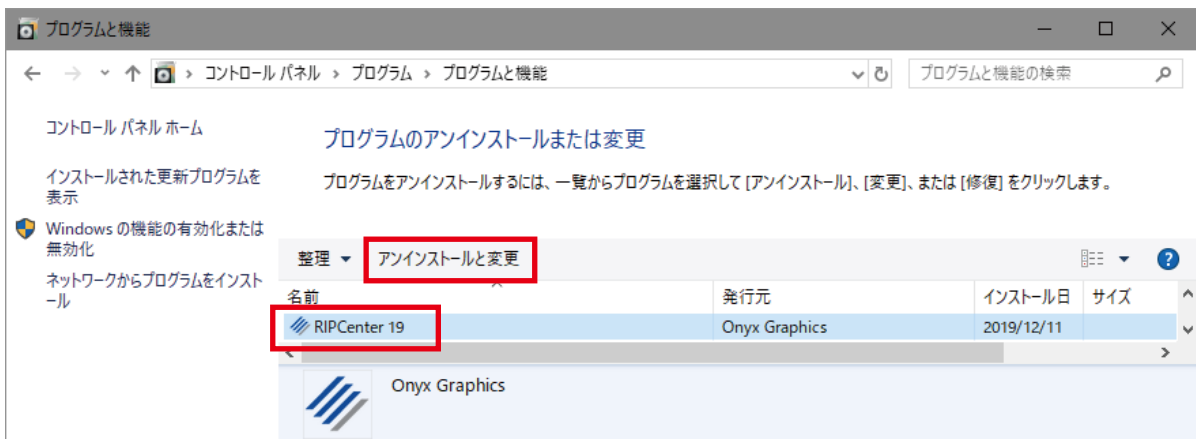 プログラムと機能
コントロール パネル › プログラム › プログラムと機能
プログラムと機能の検索
コントロール パネル ホーム
インストールされた更新プログラムを
表示
Windows の機能の有効化または
無効化
ネットワークからプログラムをインスト
ール
プログラムのアンインストールまたは変更
プログラムをアンインストールするには、一覧からプログラムを選択して [アンインストール]、[変更]、または [修復] をクリックします。
整理 アンインストールと変更
名前 発行元 インストール日 サイズ
RIPCenter 19 Onyx Graphics 2019/12/11
Onyx Graphics